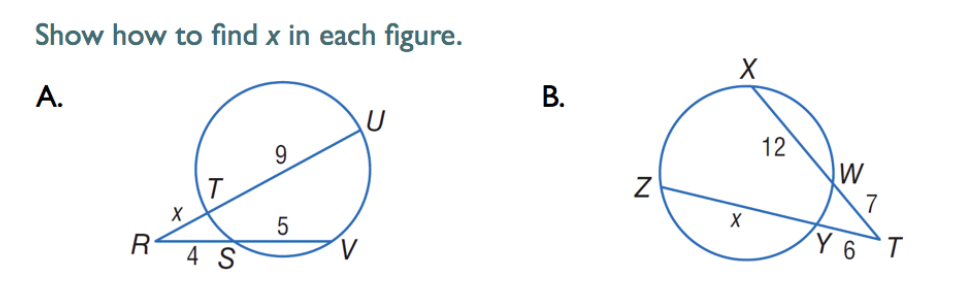 Show how to find x in each figure.
A.
U
9
T
x
5
R
4 S
V
B.
X
12
W
Z
7
x
Y 6 T